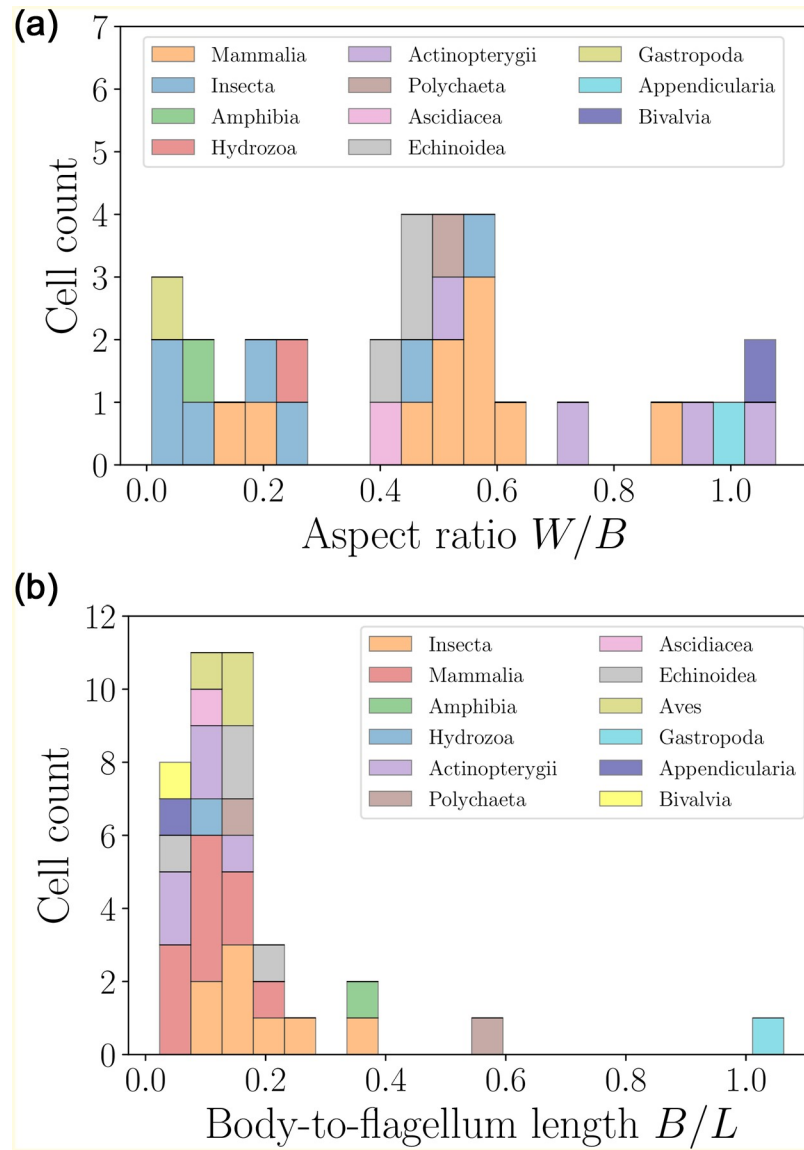 (a)
7
6
5
4
3
2
1
0
Cell count
Mammalia
Insecta
Amphibia
Hydrozoa
Actinopterygii
Polychaeta
Ascidiacea
Echinoidea
Gastropoda
Appendicularia
Bivalvia
0.0 0.2 0.4 0.6 0.8 1.0
Aspect ratio W/B
(b)
12
10
8
6
4
2
0
Cell count
Insecta
Mammalia
Amphibia
Hydrozoa
Actinopterygii
Polychaeta
Ascidiacea
Echinoidea
Aves
Gastropoda
Appendicularia
Bivalvia
0.0 0.2 0.4 0.6 0.8 1.0
Body-to-flagellum length B/L